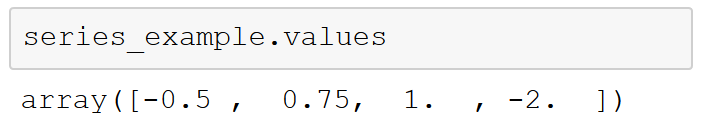 series_example.values
array([-0.5 ,  0.75,  1.  , -2.  ])